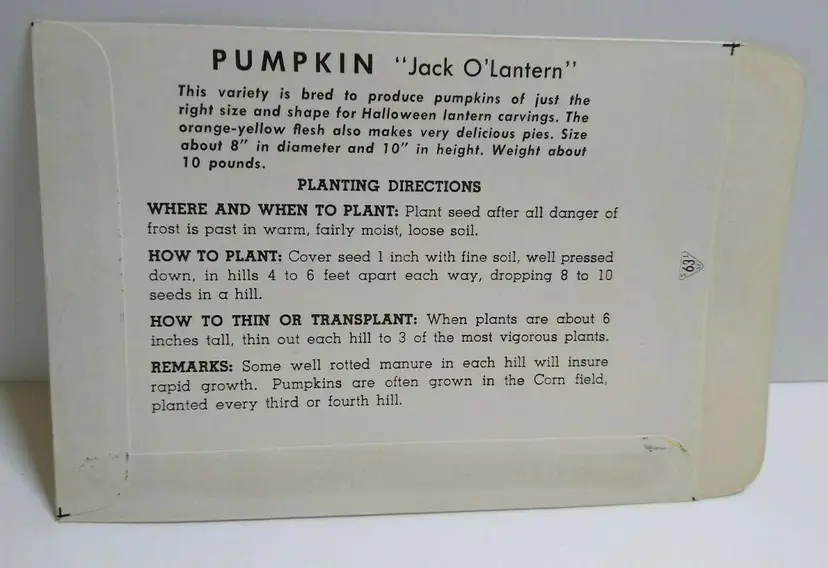 PUMPKIN "Jack O'Lantern"
This variety is bred to produce pumpkins of just the
right size and shape for Halloween lantern carvings. The
orange-yellow flesh also makes very delicious pies. Size
about 8" in diameter and 10" in height. Weight about
10 pounds.
PLANTING DIRECTIONS
WHERE AND WHEN TO PLANT: Plant seed after all danger of
frost is past in warm, fairly moist, loose soil.
HOW TO PLANT: Cover seed 1 inch with fine soil, well pressed
down, in hills 4 to 6 feet apart each way, dropping 8 to 10
seeds in a hill.
HOW TO THIN OR TRANSPLANT: When plants are about 6
inches tall, thin out each hill to 3 of the most vigorous plants.
REMARKS: Some well rotted manure in each hill will insure
rapid growth. Pumpkins are often grown in the Corn field,
planted every third or fourth hill.
63